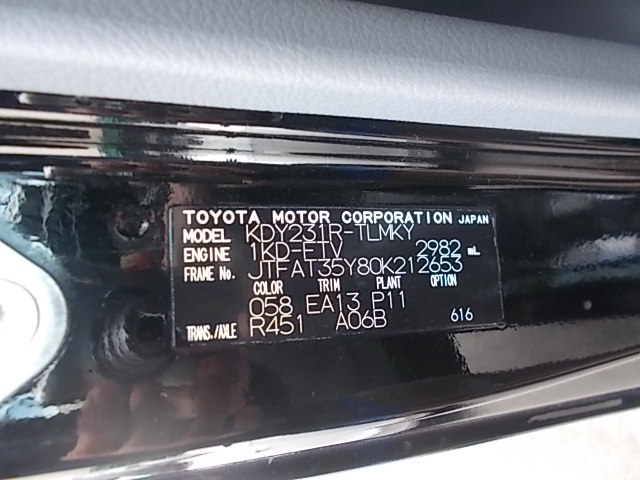 TOYOTA MOTOR CORPORATION JAPAN
MODEL KDY231R-TLMKY
ENGINE 1KD-FTV 2982 mL
FRAME No. JTFAT35Y80K212653
COLOR TRIM PLANT OPTION
058 EA13 P11
TRANS./AXLE R451 A06B 616